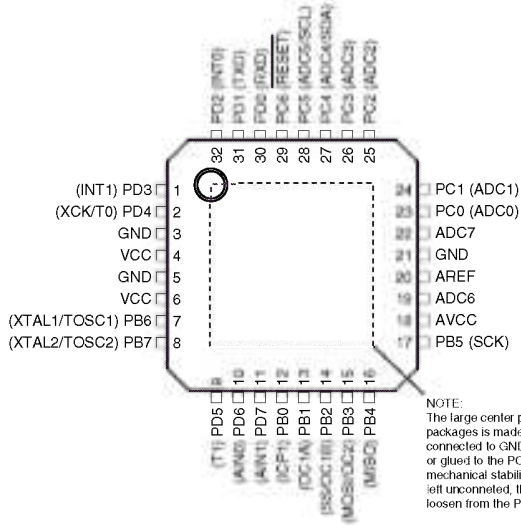 PD2 (INT0)
PD1 (TXD)
PD0 (RXD)
PC6 (RESET)
PC5 (ADC5/SCL)
PC4 (ADC4/SDA)
PC3 (ADC3)
PC2 (ADC2)
32 31 30 29 28 27 26 25
(INT1) PD3 1
(XCK/T0) PD4 2
GND 3
VCC 4
GND 5
VCC 6
(XTAL1/TOSC1) PB6 7
(XTAL2/TOSC2) PB7 8
24 PC1 (ADC1)
23 PC0 (ADC0)
22 ADC7
21 GND
20 AREF
19 ADC6
18 AVCC
17 PB5 (SCK)
9 10 11 12 13 14 15 16
(T1) PD5
(AIN0) PD6
(AIN1) PD7
(ICP1) PB0
(OC1A) PB1
(SS/OC1B) PB2
(MOSI/OC2) PB3
(MISO) PB4
NOTE:
The large center p
packages is made
connected to GND
or glued to the PC
mechanical stabili
left unconneted, th
loosen from the P